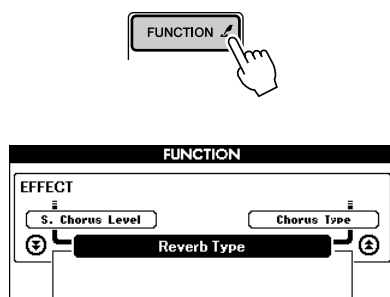 FUNCTION
FUNCTION
EFFECT
S. Chorus Level Chorus Type
Reverb Type